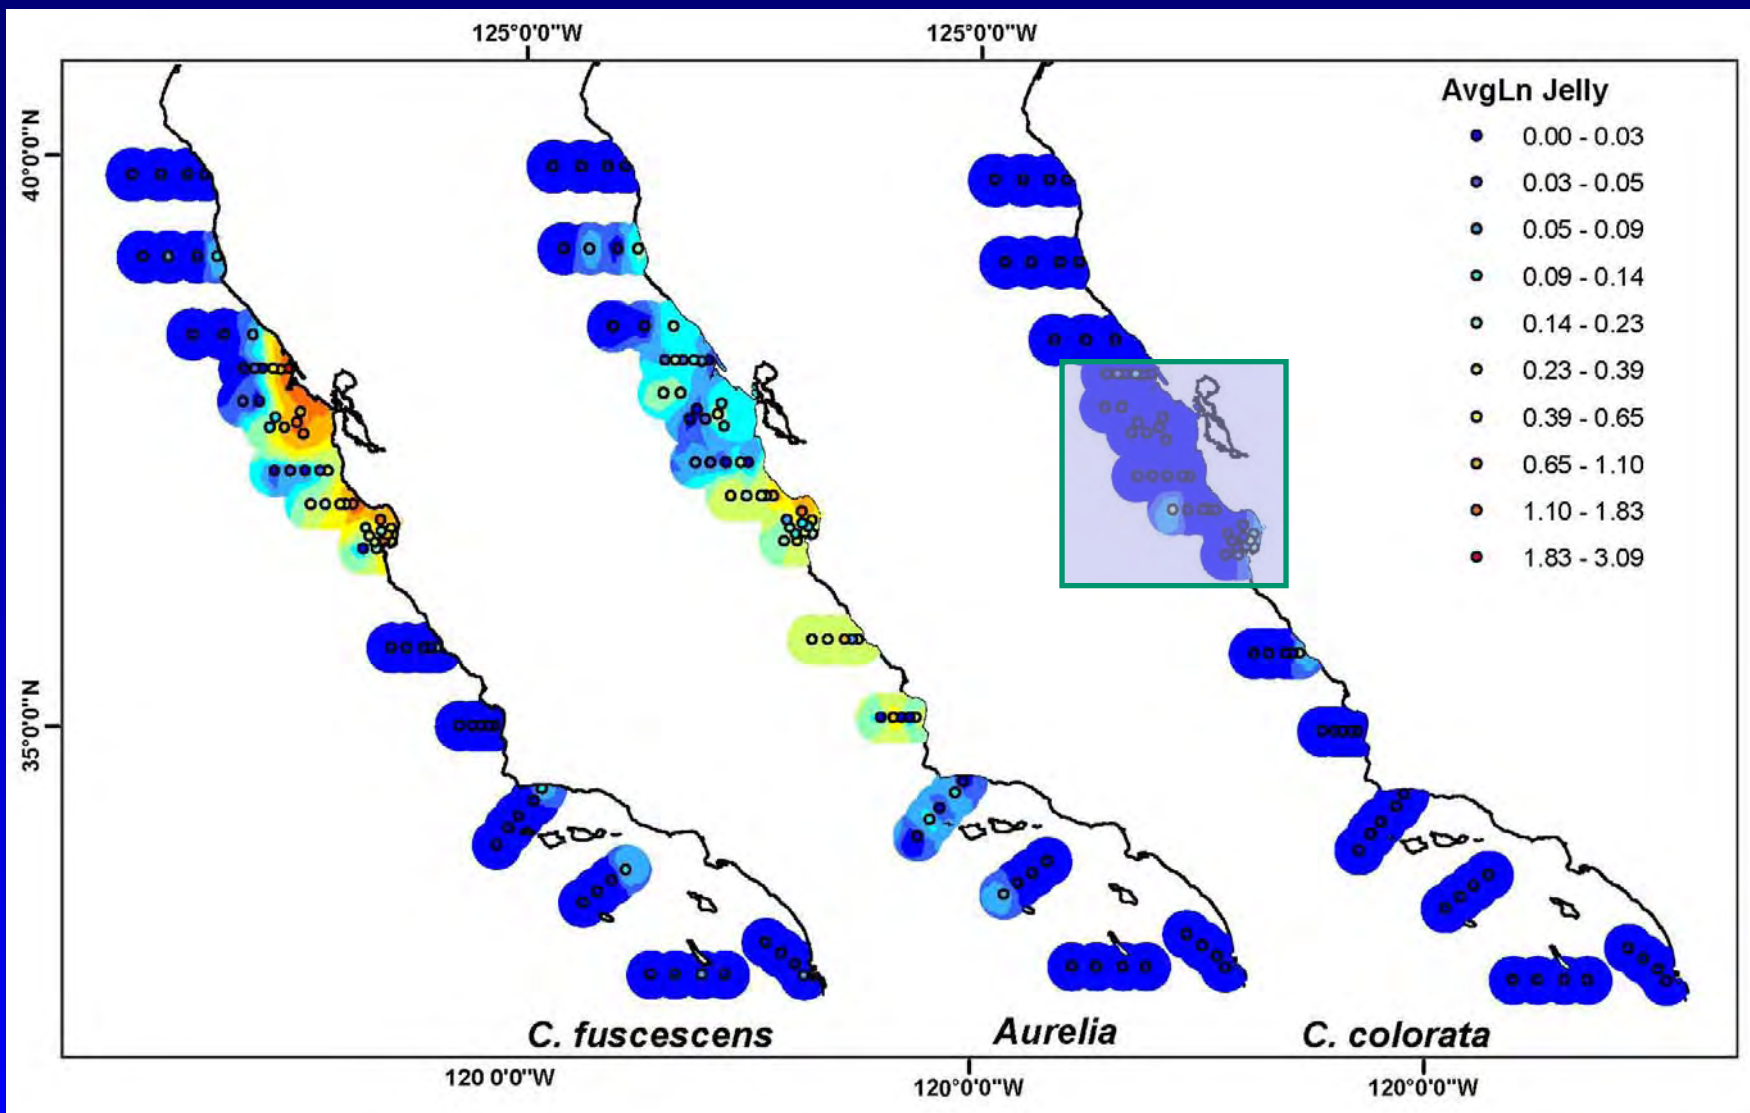 125°0'0"W
125°0'0"W
40°0'0"N
35°0'0"N
AvgLn Jelly
0.00 - 0.03
0.03 - 0.05
0.05 - 0.09
0.09 - 0.14
0.14 - 0.23
0.23 - 0.39
0.39 - 0.65
0.65 - 1.10
1.10 - 1.83
1.83 - 3.09
C. fuscescens
Aurelia
C. colorata
120 0'0"W
120°0'0"W
120°0'0"W